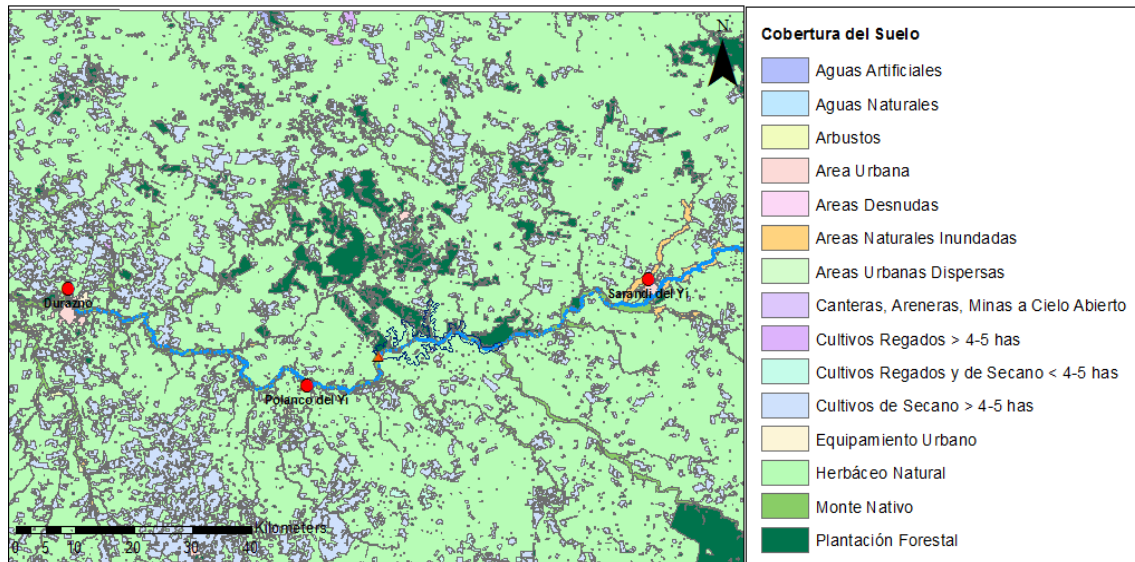 N
Durazno
Polanco del Yi
Sarandi del Yi
Kilometers
0 5 10 20 30 40
Cobertura del Suelo
Aguas Artificiales
Aguas Naturales
Arbustos
Area Urbana
Areas Desnudas
Areas Naturales Inundadas
Areas Urbanas Dispersas
Canteras, Areneras, Minas a Cielo Abierto
Cultivos Regados > 4-5 has
Cultivos Regados y de Secano < 4-5 has
Cultivos de Secano > 4-5 has
Equipamiento Urbano
Herbáceo Natural
Monte Nativo
Plantación Forestal